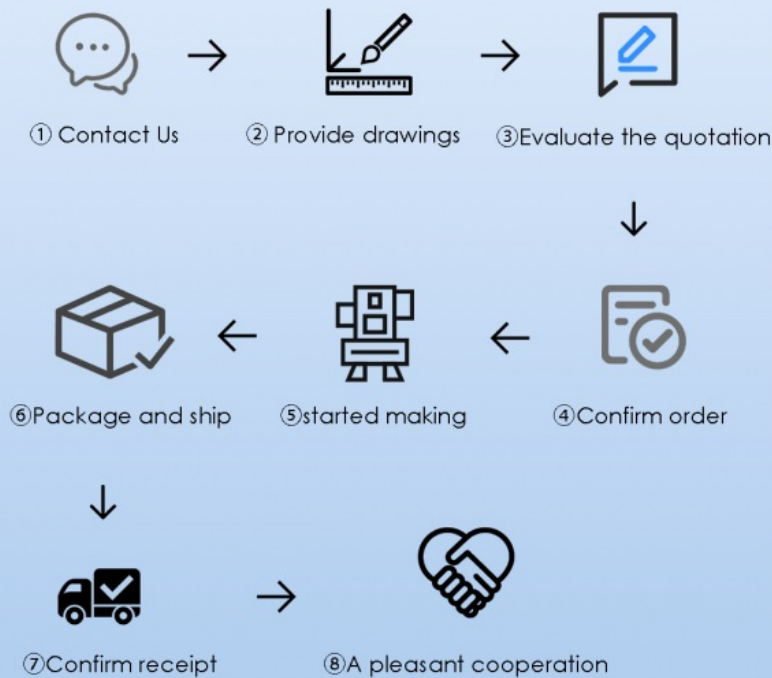 ① Contact Us
② Provide drawings
③Evaluate the quotation
④Confirm order
⑤started making
⑥Package and ship
⑦Confirm receipt
⑧A pleasant cooperation